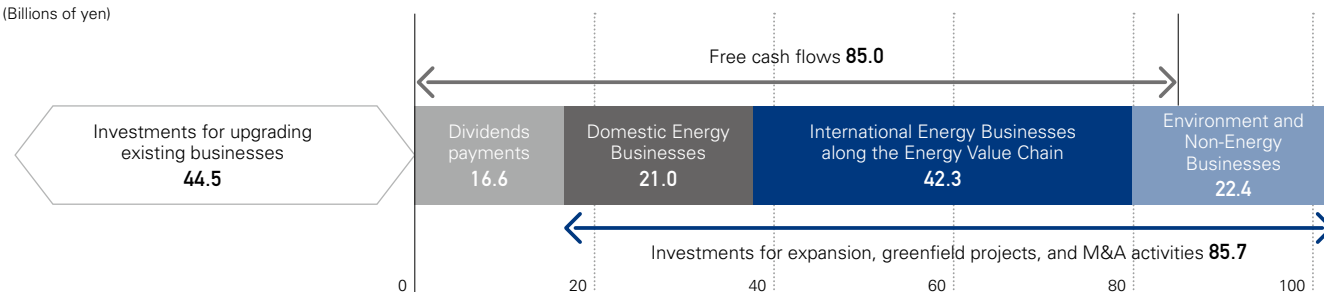 (Billions of yen)
Free cash flows 85.0
Investments for upgrading
existing businesses
44.5
Dividends
payments
16.6
Domestic Energy
Businesses
21.0
International Energy Businesses
along the Energy Value Chain
42.3
Environment and
Non-Energy
Businesses
22.4
Investments for expansion, greenfield projects, and M&A activities 85.7
0 20 40 60 80 100